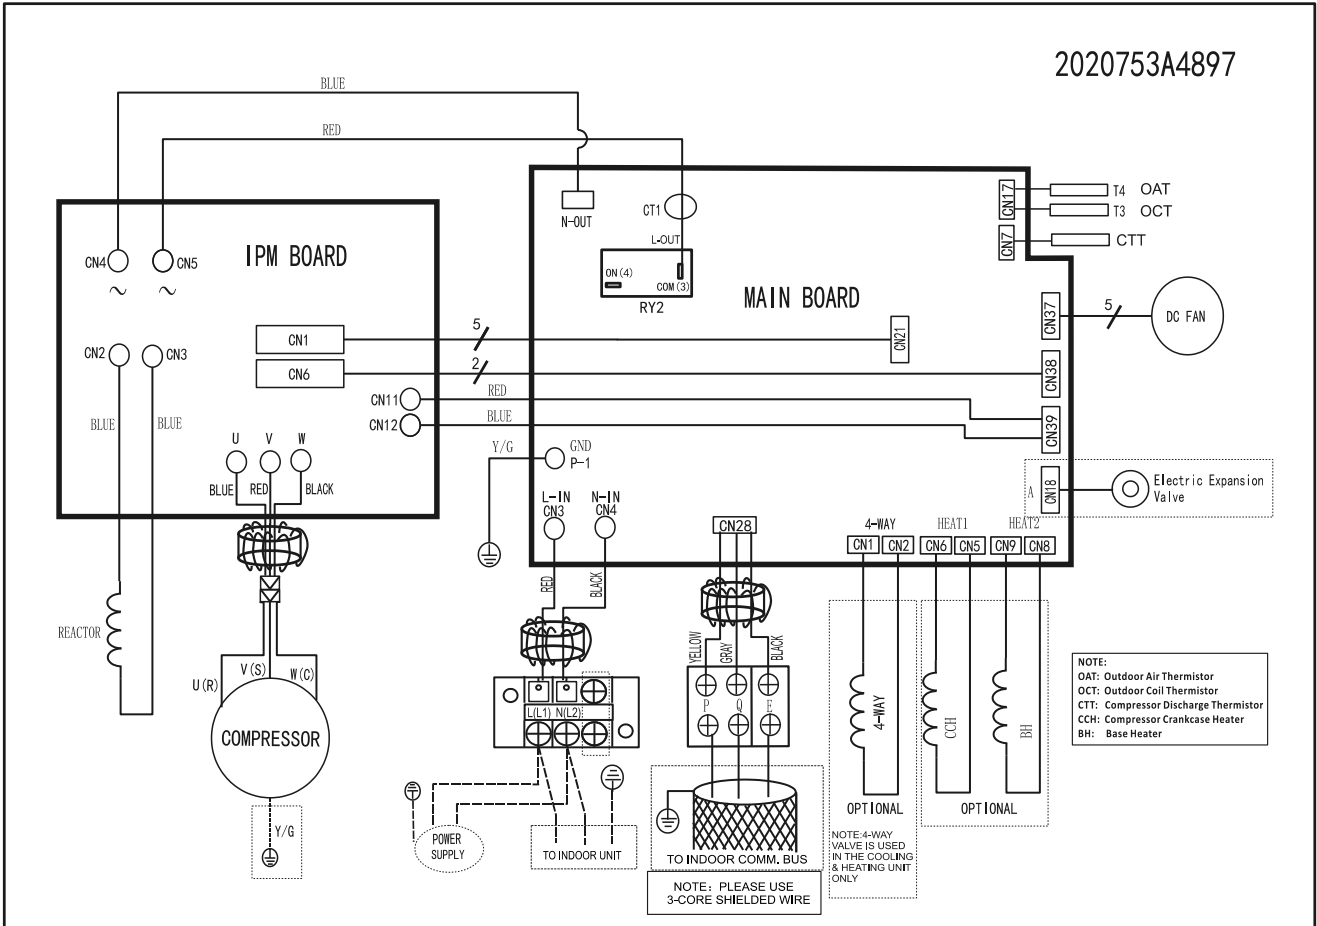 2020753A4897
BLUE
RED
N-OUT
CT1
L-OUT
ON(4)
COM(3)
RY2
MAIN BOARD
CN17
T4 OAT
T3 OCT
CN7
CTT
CN37
5
DC FAN
IPM BOARD
CN4
CN5
~
~
CN2
CN3
CN1
5
CN21
CN6
2
CN38
CN11
RED
CN12
BLUE
CN39
BLUE
BLUE
U
V
W
BLUE
RED
BLACK
Y/G
GND
P-1
A
CN18
Electric Expansion
Valve
L-IN
CN3
N-IN
CN4
CN28
4-WAY
CN1
CN2
HEAT1
CN6
CN5
HEAT2
CN9
CN8
RED
BLACK
YELLOW
GRAY
BLACK
REACTOR
U(R)
V(S)
W(C)
COMPRESSOR
Y/G
L(L1)
N(L2)
P
Q
E
4-WAY
CCH
BH
OPTIONAL
OPTIONAL
NOTE:4-WAY
VALVE IS USED
IN THE COOLING
& HEATING UNIT
ONLY
POWER
SUPPLY
TO INDOOR UNIT
TO INDOOR COMM. BUS
NOTE: PLEASE USE
3-CORE SHIELDED WIRE
NOTE:
OAT: Outdoor Air Thermistor
OCT: Outdoor Coil Thermistor
CTT: Compressor Discharge Thermistor
CCH: Compressor Crankcase Heater
BH: Base Heater